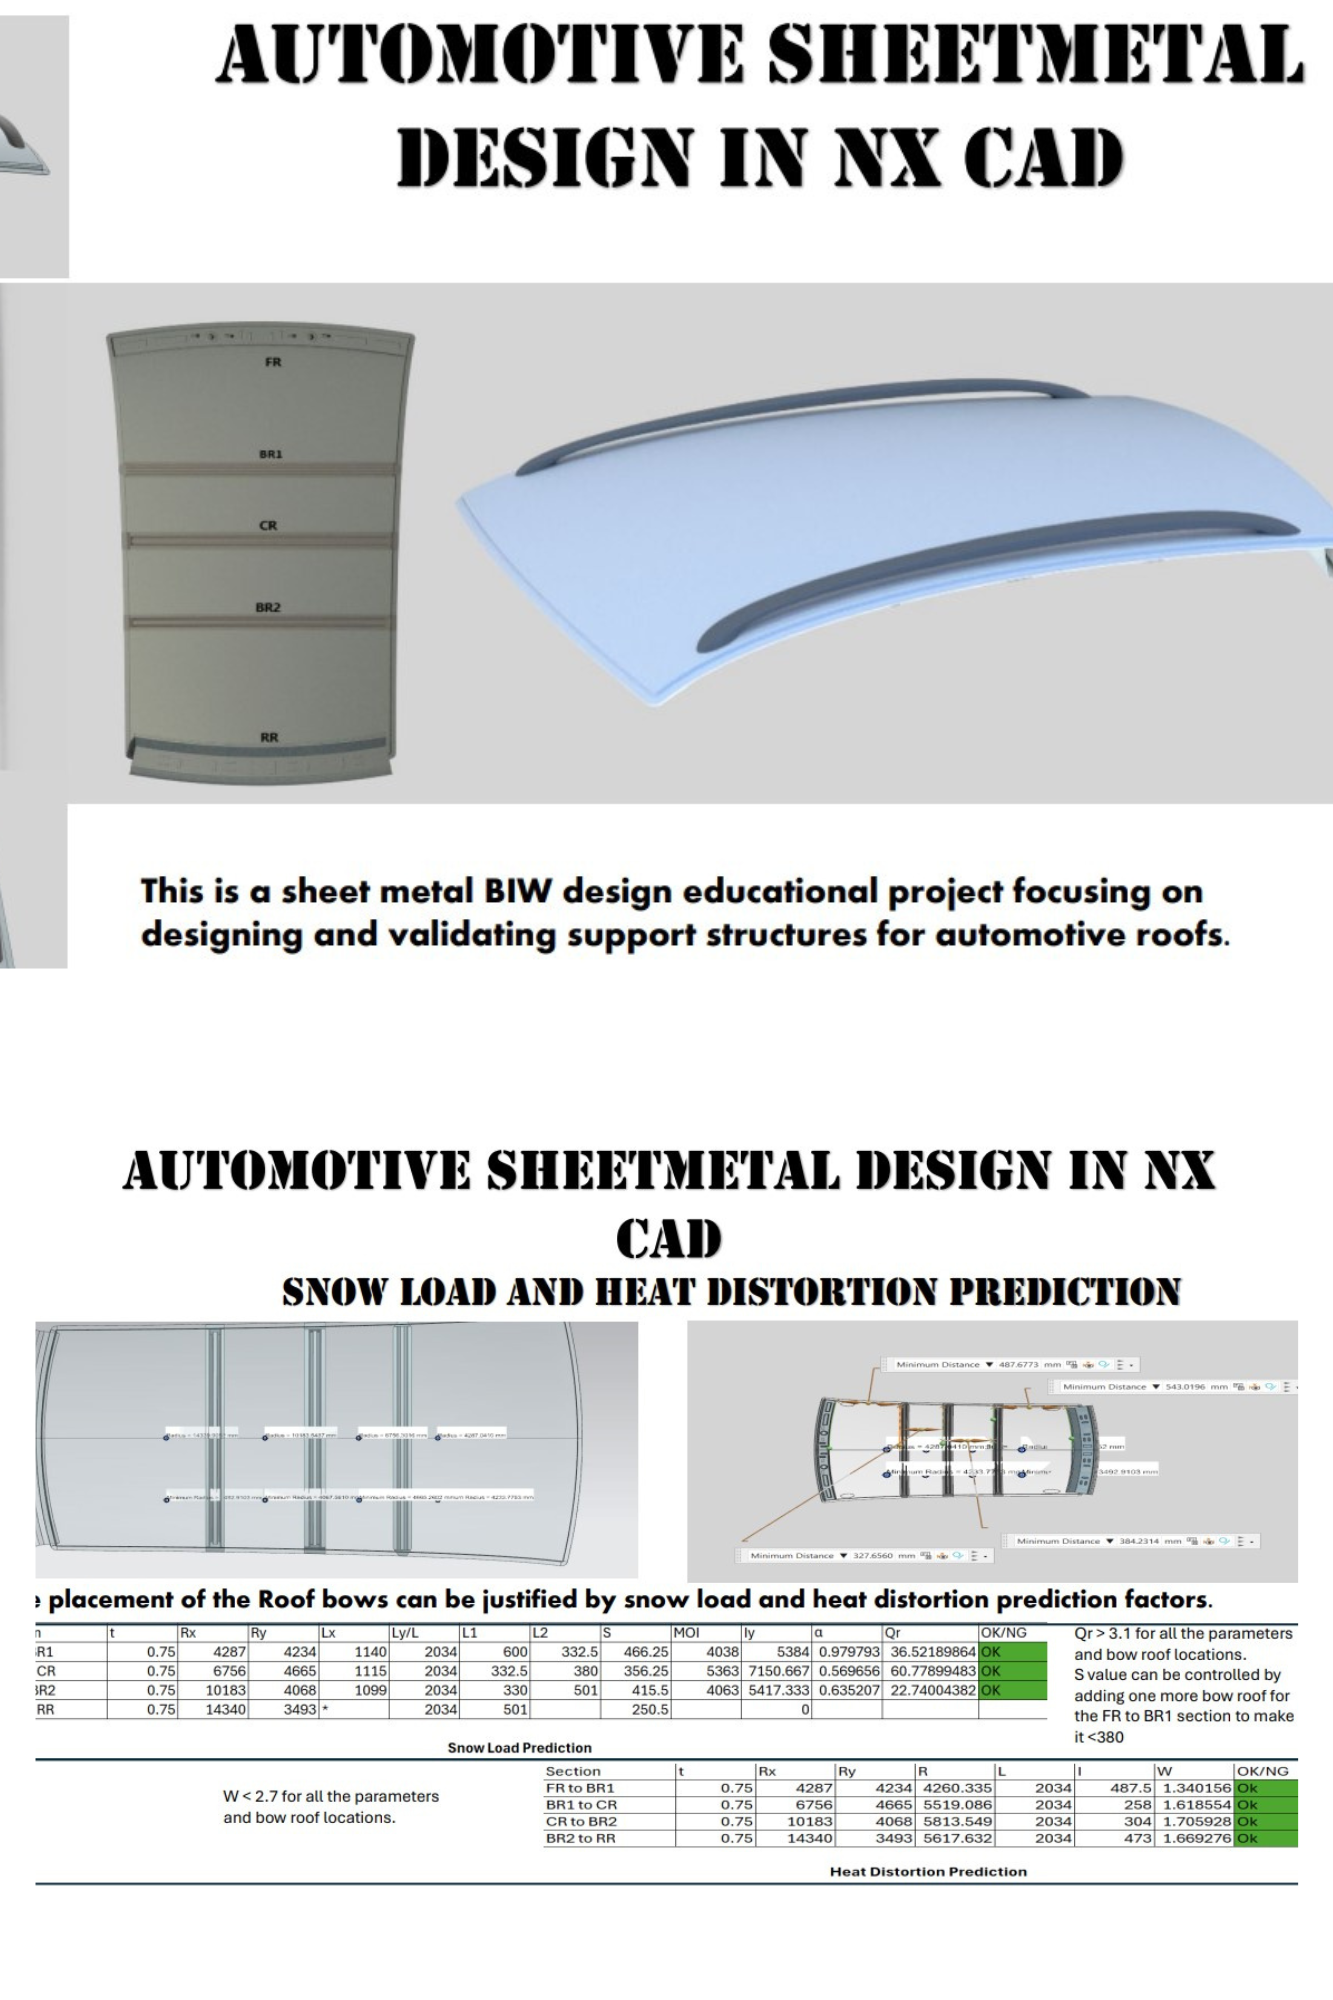 AUTOMOTIVE SHEETMETAL
DESIGN IN NX CAD
FR
BR1
CR
BR2
RR
This is a sheet metal BIW design educational project focusing on
designing and validating support structures for automotive roofs.
AUTOMOTIVE SHEETMETAL DESIGN IN NX
CAD
SNOW LOAD AND HEAT DISTORTION PREDICTION
Minimum Distance ▼ 487.6773 mm
Minimum Distance ▼ 543.0196 mm
Minimum Distance ▼ 384.2314 mm
Minimum Distance ▼ 327.6560 mm
placement of the Roof bows can be justified by snow load and heat distortion prediction factors.
t Rx Ry Lx Ly/L L1 L2 S MOI Iy α Qr OK/NG
R1 0.75 4287 4234 1140 2034 600 332.5 466.25 4038 5384 0.979793 36.52189864 OK
CR 0.75 6756 4665 1115 2034 332.5 380 356.25 5363 7150.667 0.569656 60.77899483 OK
BR2 0.75 10183 4068 1099 2034 330 501 415.5 4063 5417.333 0.635207 22.74004382 OK
RR 0.75 14340 3493 * 2034 501 250.5 0
Qr > 3.1 for all the parameters
and bow roof locations.
S value can be controlled by
adding one more bow roof for
the FR to BR1 section to make
it <380
Snow Load Prediction
W < 2.7 for all the parameters
and bow roof locations.
Section t Rx Ry R L l W OK/NG
FR to BR1 0.75 4287 4234 4260.335 2034 487.5 1.340156 Ok
BR1 to CR 0.75 6756 4665 5519.086 2034 258 1.618554 Ok
CR to BR2 0.75 10183 4068 5813.549 2034 304 1.705928 Ok
BR2 to RR 0.75 14340 3493 5617.632 2034 473 1.669276 Ok
Heat Distortion Prediction